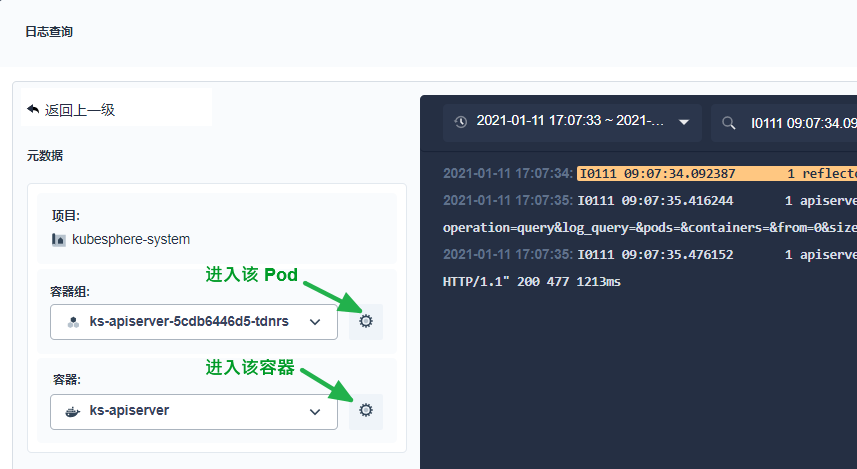 日志查询
返回上一级
元数据
项目:
kubesphere-system
进入该 Pod
容器组:
ks-apiserver-5cdb6446d5-tdnrs
进入该容器
容器:
ks-apiserver
2021-01-11 17:07:33 ~ 2021-...
I0111 09:07:34.09
2021-01-11 17:07:34: I0111 09:07:34.092387 1 reflecto
2021-01-11 17:07:35: I0111 09:07:35.416244 1 apiserve
operation=query&log_query=&pods=&containers=&from=0&size
2021-01-11 17:07:35: I0111 09:07:35.476152 1 apiserve
HTTP/1.1" 200 477 1213ms